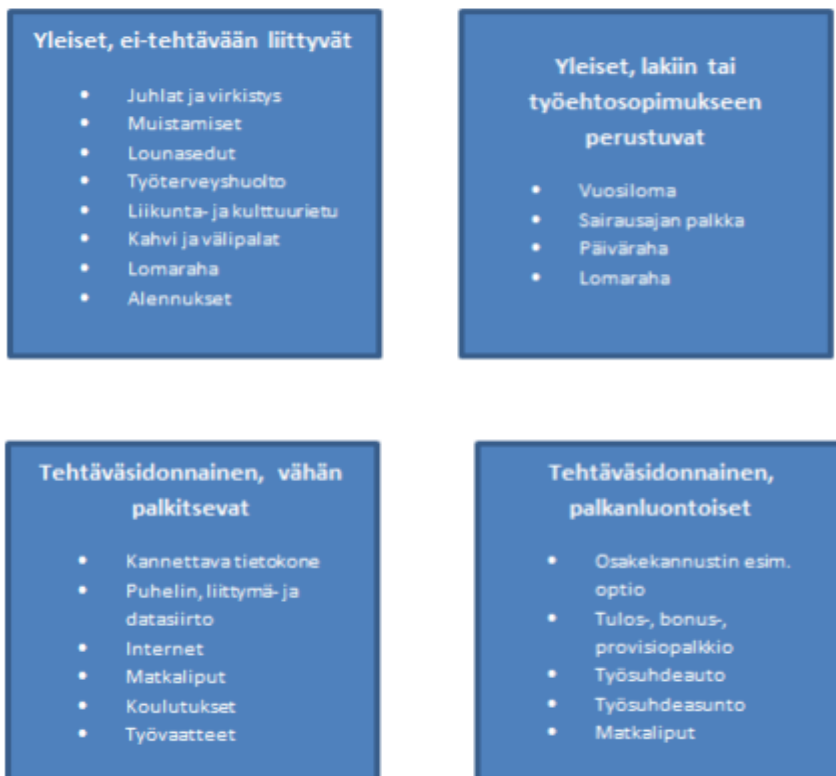 Yleiset, ei-tehtävään liittyvät
• Juhlat ja virkistys
• Muistamiset
• Lounasedut
• Työterveyshuolto
• Liikunta- ja kulttuurietu
• Kahvi ja välipalat
• Lomaraha
• Alennukset
Yleiset, lakiin tai
työehtosopimukseen
perustuvat
• Vuosiloma
• Sairausajan palkka
• Päiväraha
• Lomaraha
Tehtäväsidonnainen, vähän
palkitsevat
• Kannettava tietokone
• Puhelin, liittymä- ja
datasiirto
• Internet
• Matkaliput
• Koulutukset
• Työvaatteet
Tehtäväsidonnainen,
palkanluontoiset
• Osakekannustin esim.
optio
• Tulos-, bonus-,
provisiopalkkio
• Työsuhdeauto
• Työsuhdeasunto
• Matkaliput